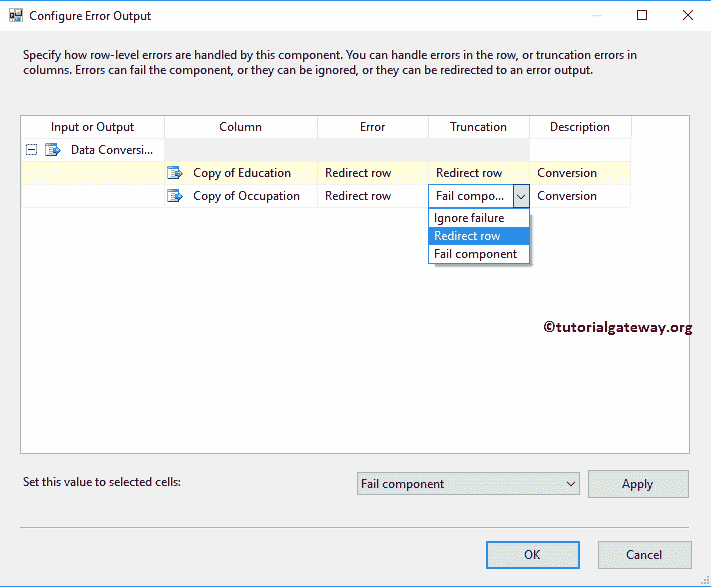 Configure Error Output
Specify how row-level errors are handled by this component. You can handle errors in the row, or truncation errors in
columns. Errors can fail the component, or they can be ignored, or they can be redirected to an error output.
Input or Output Column Error Truncation Description
Data Conversi...
Copy of Education Redirect row Redirect row Conversion
Copy of Occupation Redirect row Fail compo... Conversion
Ignore failure
Redirect row
Fail component
©tutorialgateway.org
Set this value to selected cells: Fail component Apply
OK Cancel